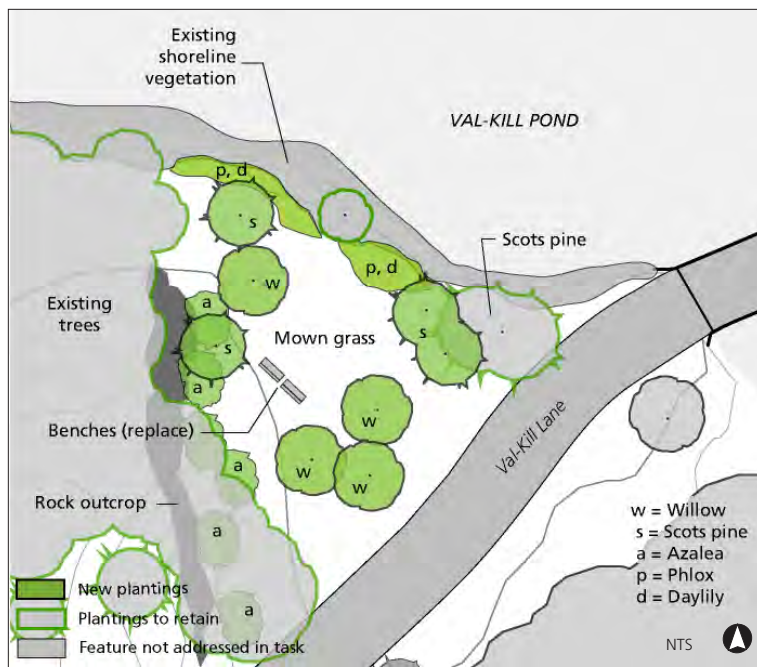 Existing
shoreline
vegetation
VAL-KILL POND
p, d
s
Scots pine
w
p, d
a
Existing
trees
s
s
Mown grass
a
Benches (replace)
w
Val-Kill Lane
a
w
w
Rock outcrop
a
a
w = Willow
s = Scots pine
a = Azalea
p = Phlox
d = Daylily
New plantings
Plantings to retain
Feature not addressed in task
NTS